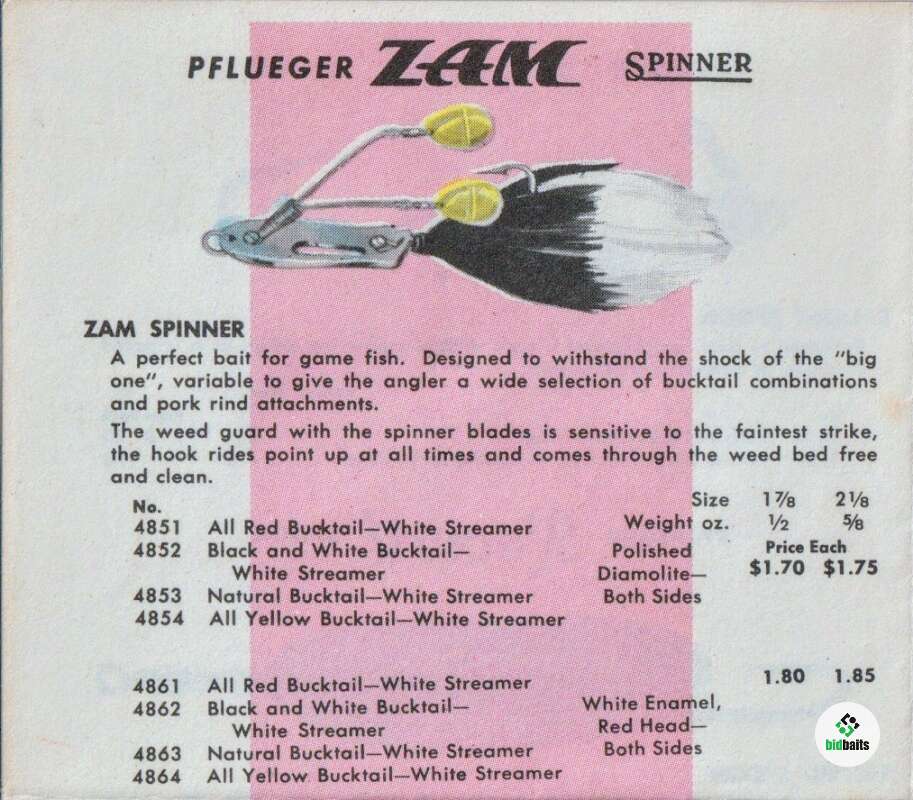 PFLUEGER ZAM SPINNER
ZAM SPINNER
A perfect bait for game fish. Designed to withstand the shock of the "big
one", variable to give the angler a wide selection of bucktail combinations
and pork rind attachments.
The weed guard with the spinner blades is sensitive to the faintest strike,
the hook rides point up at all times and comes through the weed bed free
and clean.
Size 1⅞ 2⅛
No.
4851 All Red Bucktail—White Streamer Weight oz. ½ ⅝
4852 Black and White Bucktail— Polished Price Each
White Streamer Diamolite— $1.70 $1.75
4853 Natural Bucktail—White Streamer Both Sides
4854 All Yellow Bucktail—White Streamer
4861 All Red Bucktail—White Streamer 1.80 1.85
4862 Black and White Bucktail— White Enamel,
White Streamer Red Head—
4863 Natural Bucktail—White Streamer Both Sides
4864 All Yellow Bucktail—White Streamer
bidbaits